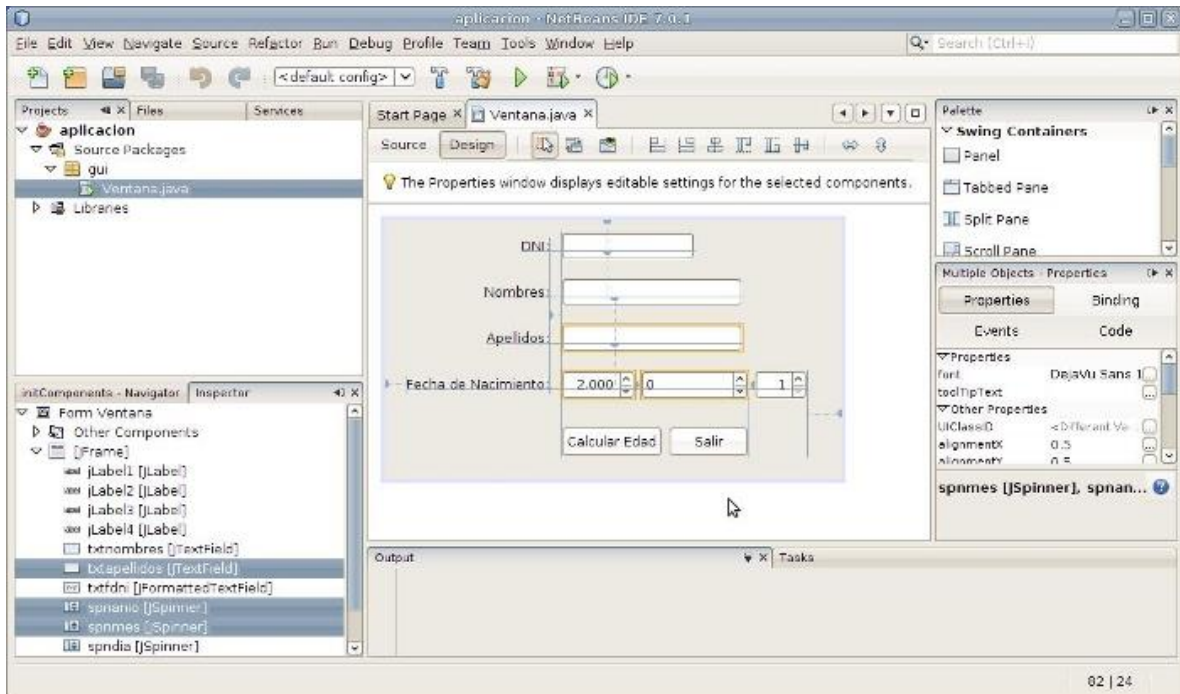 aplicacion - NetBeans IDE 7.0.1
File Edit View Navigate Source Refactor Run Debug Profile Team Tools Window Help
Search (Ctrl+I)
<default config>
Projects Files Services
aplicacion
Source Packages
gui
Ventana.java
Libraries
Start Page Ventana.java
Source Design
The Properties window displays editable settings for the selected components.
DNI:
Nombres:
Apellidos:
Fecha de Nacimiento: 2.000 0 1
Calcular Edad Salir
Palette
Swing Containers
Panel
Tabbed Pane
Split Pane
Scroll Pane
Multiple Objects - Properties
Properties Binding
Events Code
Properties
font DejaVu Sans 1
toolTipText ...
Other Properties
UIClassID <Different Ve
alignmentX 0.5
alignmentY 0.5
spnmes [JSpinner], spnan...
initComponents - Navigator Inspector
Form Ventana
Other Components
[JFrame]
jLabel1 [JLabel]
jLabel2 [JLabel]
jLabel3 [JLabel]
jLabel4 [JLabel]
txtnombres [JTextField]
txtapellidos [JTextField]
txtfdni [JFormattedTextField]
spnanio [JSpinner]
spnmes [JSpinner]
spndia [JSpinner]
Output Tasks
82 | 24